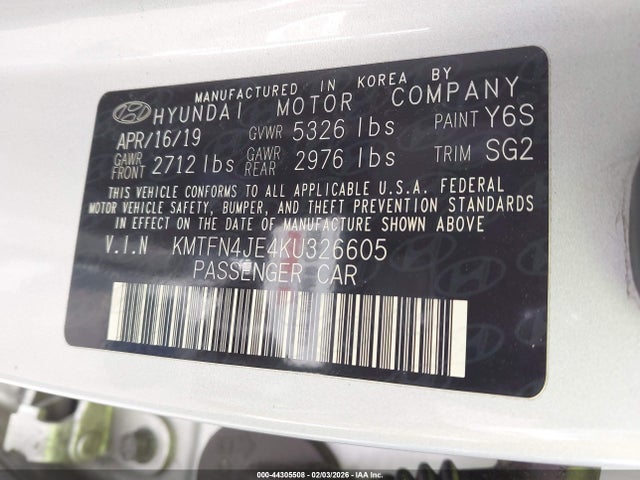 MANUFACTURED IN KOREA BY
HYUNDAI MOTOR COMPANY
APR/16/19 GVWR 5326 lbs PAINT Y6S
GAWR FRONT 2712 lbs GAWR REAR 2976 lbs TRIM SG2
THIS VEHICLE CONFORMS TO ALL APPLICABLE U.S.A. FEDERAL
MOTOR VEHICLE SAFETY, BUMPER, AND THEFT PREVENTION STANDARDS
IN EFFECT ON THE DATE OF MANUFACTURE SHOWN ABOVE
V.I.N KMTFN4JE4KU326605
PASSENGER CAR
000-44305508 - 02/03/2026 - IAA, Inc.